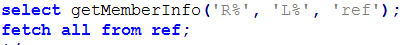 select getMemberInfo('R%', 'L%', 'ref');
fetch all from ref;